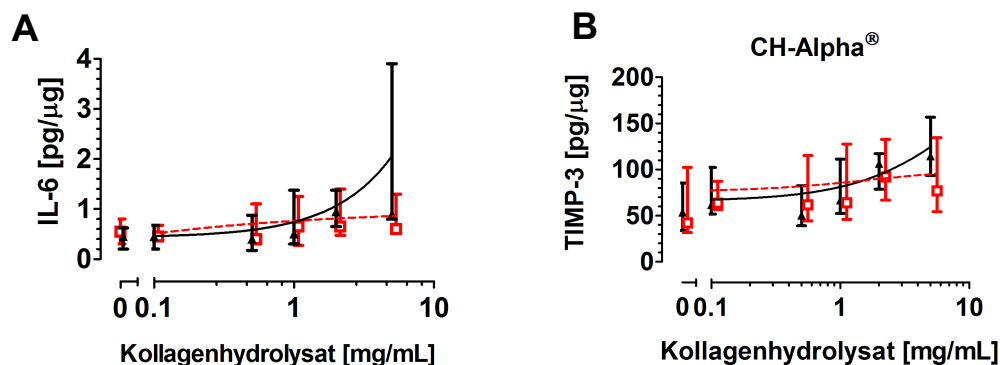 A
IL-6 [pg/µg]
4
3
2
1
0
0 0.1 1 10
Kollagenhydrolysat [mg/mL]
B
CH-Alpha®
TIMP-3 [pg/µg]
200
150
100
50
0
0 0.1 1 10
Kollagenhydrolysat [mg/mL]